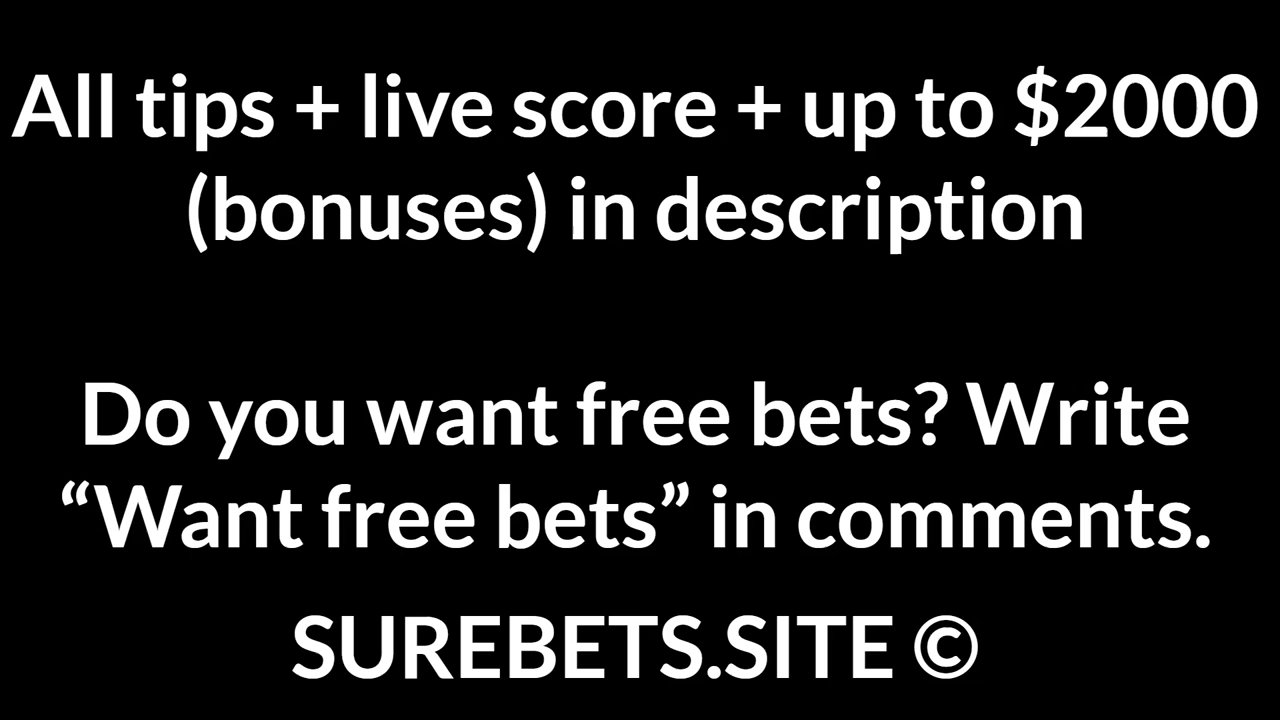 All tips + live score + up to $2000
(bonuses) in description
Do you want free bets? Write
“Want free bets” in comments.
SUREBETS.SITE ©